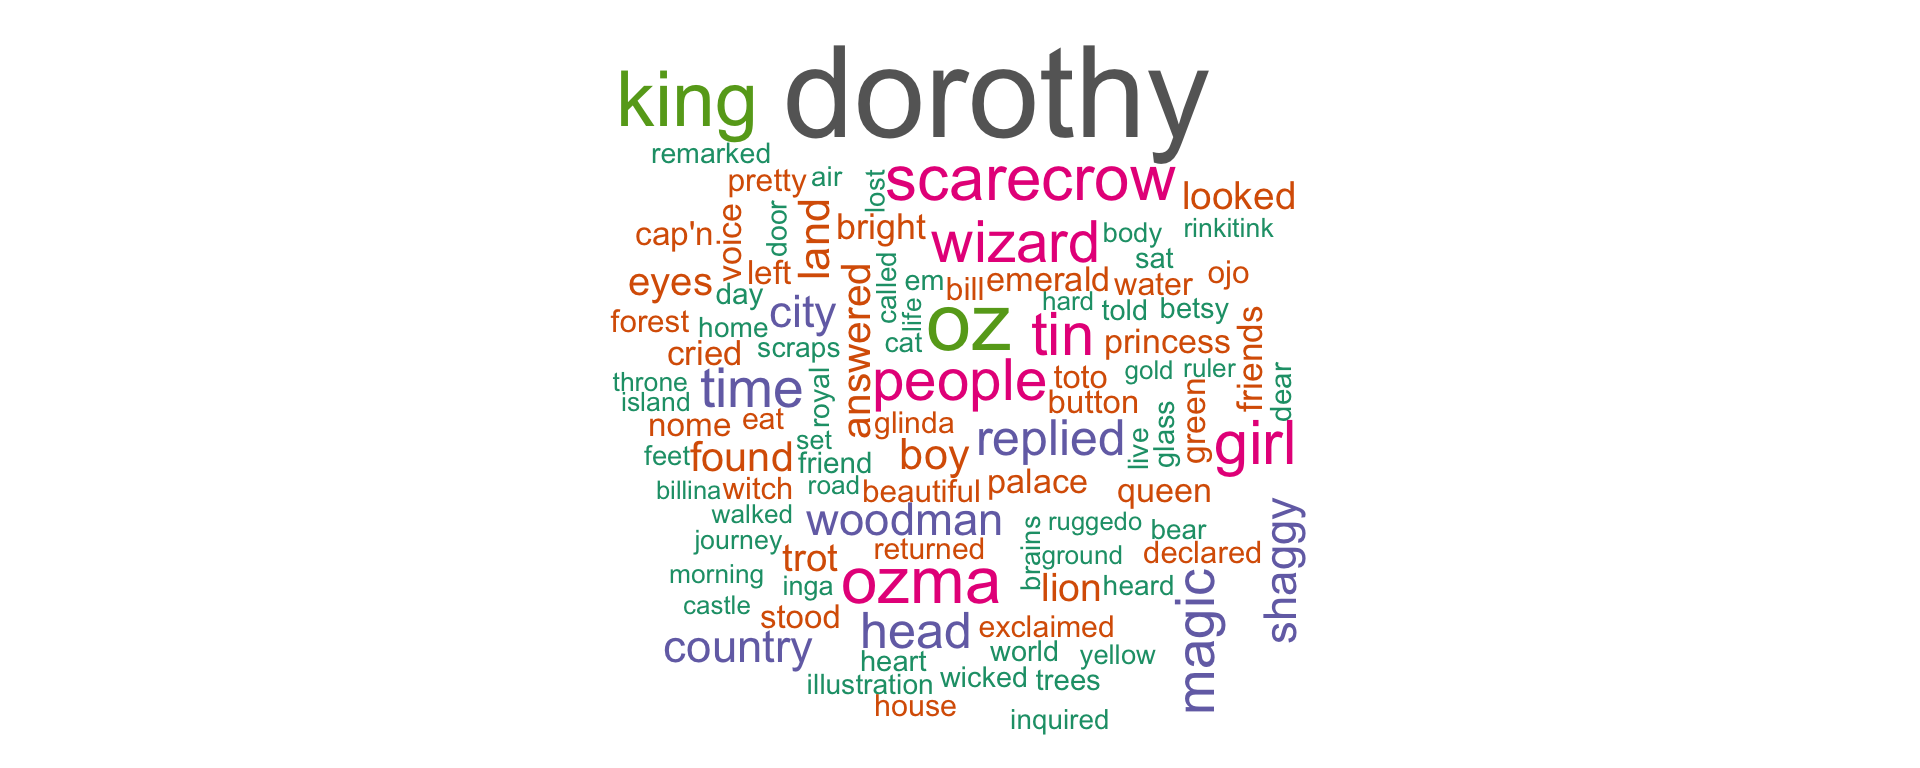 dorothy
king
remarked
scarecrow
pretty
air
lost
looked
cap'n
voice
door
land
bright
wizard
body
rinkitink
sat
eyes
left
day
answered
called
em
bill
emerald
water
ojo
forest
home
city
life
oz
hard
told
betsy
tin
friends
cried
scraps
cat
princess
throne
island
time
royal
people
toto
gold
ruler
button
green
dear
nome
eat
glinda
replied
live
glass
girl
set
feet
found
friend
boy
billina
witch
road
beautiful
palace
queen
walked
woodman
brains
ruggedo
bear
shaggy
journey
trot
returned
ground
declared
morning
inga
ozma
lion
heard
magic
castle
stood
head
exclaimed
country
heart
world
yellow
illustration
wicked
trees
house
inquired